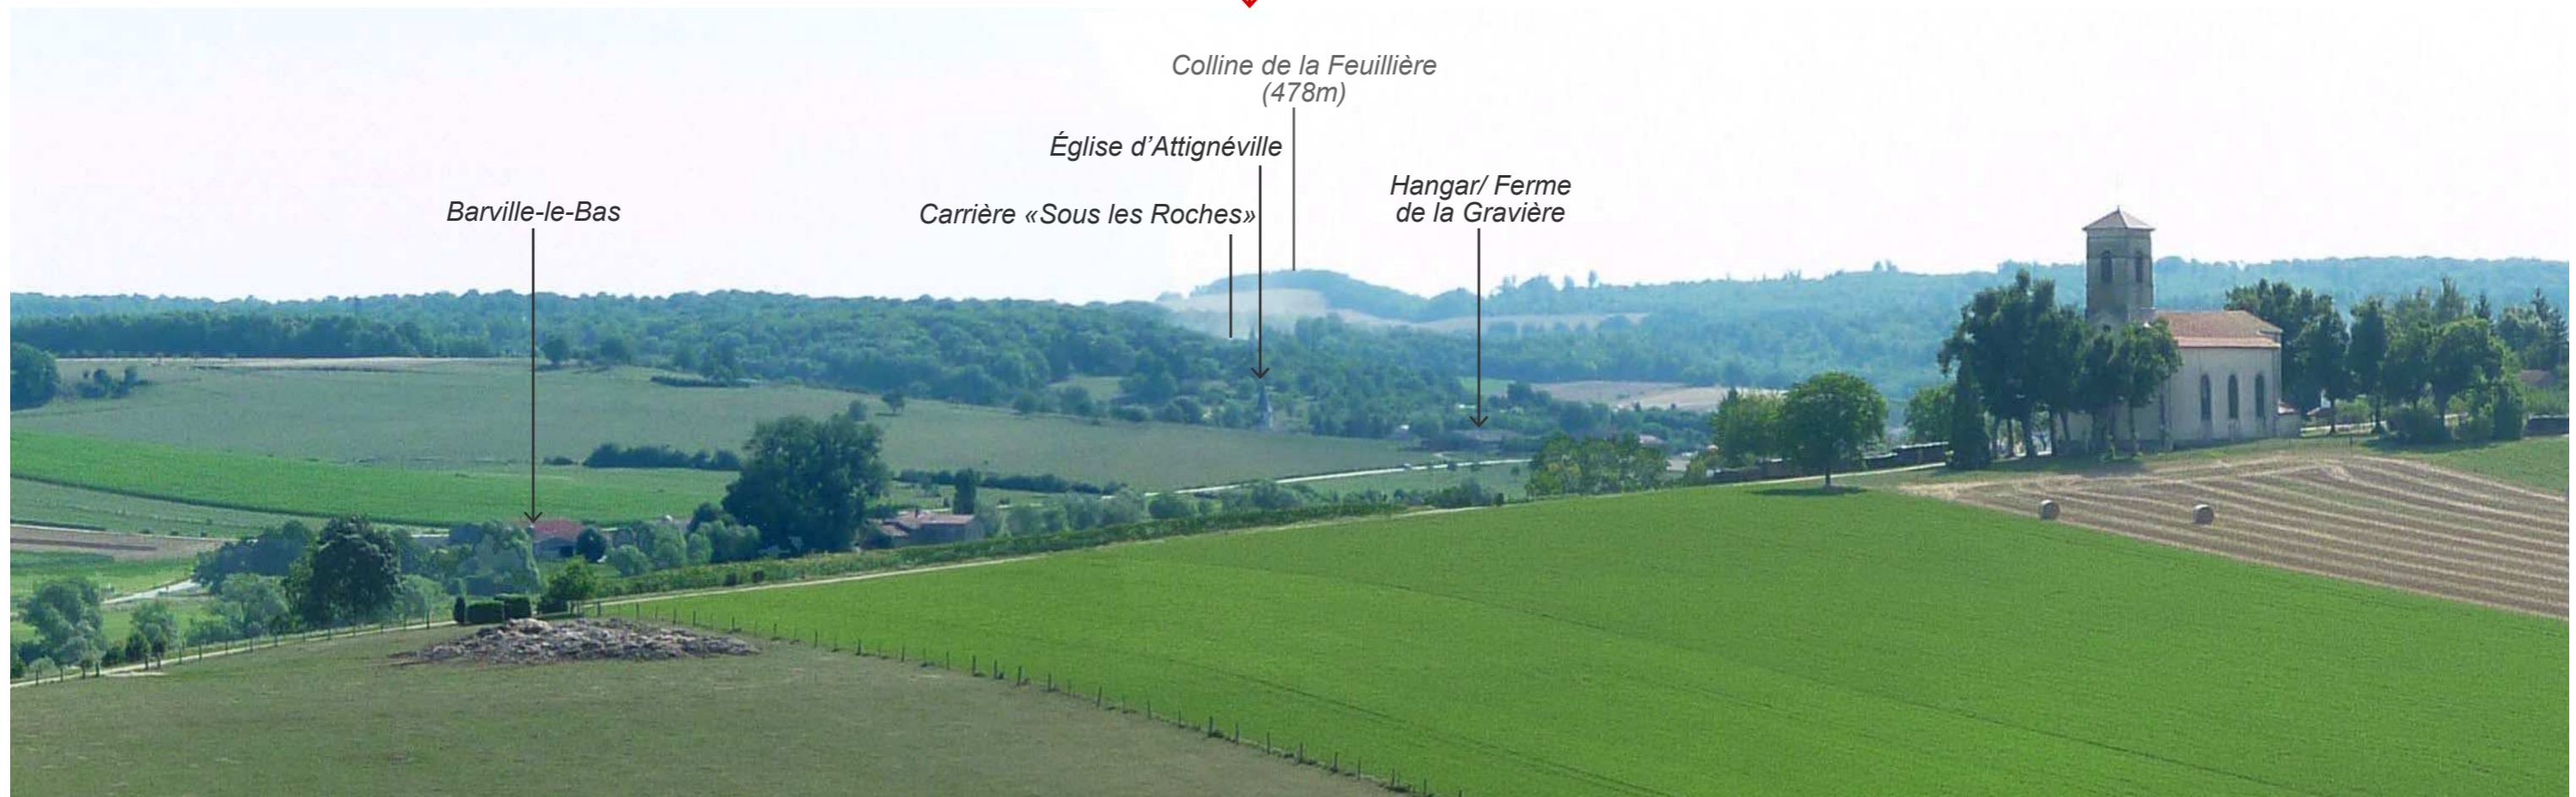 Colline de la Feuillière
(478m)
Église d’Attignéville
Hangar/ Ferme
de la Gravière
Barville-le-Bas
Carrière «Sous les Roches»